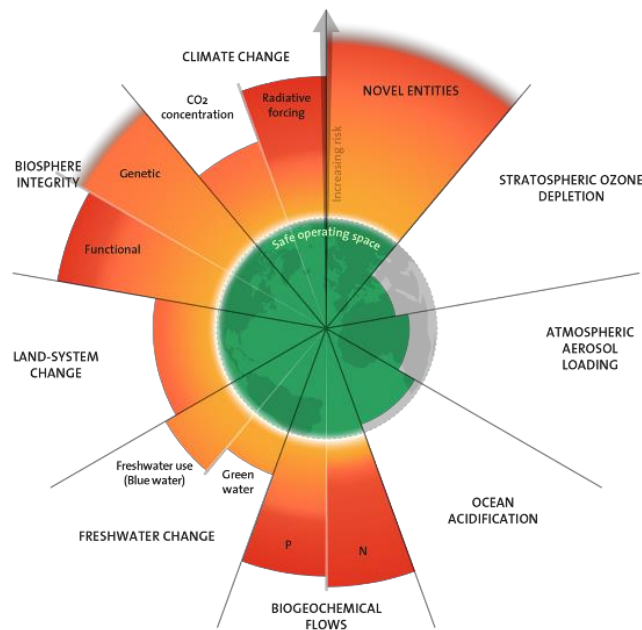 CLIMATE CHANGE
CO2
concentration
Radiative
forcing
Increasing risk
NOVEL ENTITIES
STRATOSPHERIC OZONE
DEPLETION
ATMOSPHERIC
AEROSOL
LOADING
OCEAN
ACIDIFICATION
N
P
BIOGEOCHEMICAL
FLOWS
Green
water
Freshwater use
(Blue water)
FRESHWATER CHANGE
LAND-SYSTEM
CHANGE
BIOSPHERE
INTEGRITY
Functional
Genetic
Safe operating space